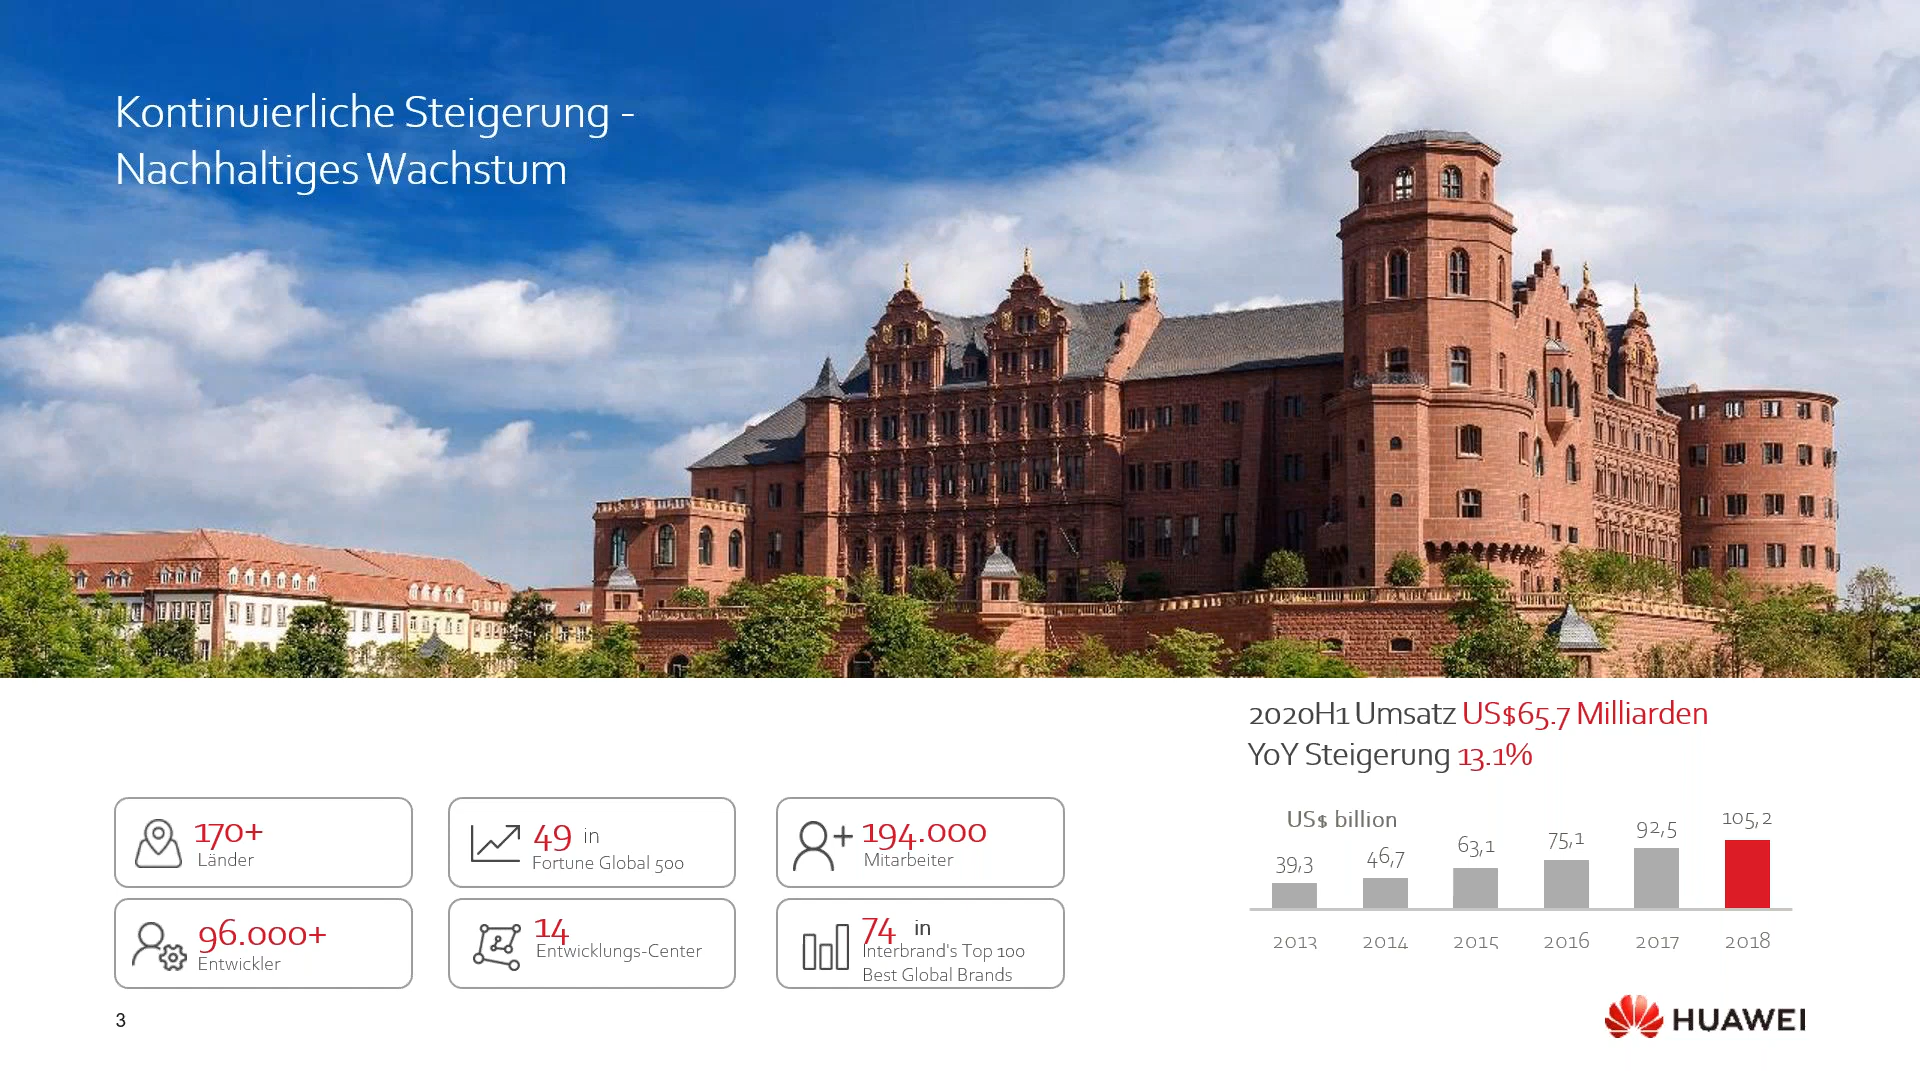 Kontinuierliche Steigerung -
Nachhaltiges Wachstum
2020H1 Umsatz US$65.7 Milliarden
YoY Steigerung 13.1%
170+
Länder
49 in
Fortune Global 500
194.000
Mitarbeiter
96.000+
Entwickler
14
Entwicklungs-Center
74 in
Interbrand's Top 100
Best Global Brands
US$ billion
39,3
46,7
63,1
75,1
92,5
105,2
2013
2014
2015
2016
2017
2018
3
HUAWEI